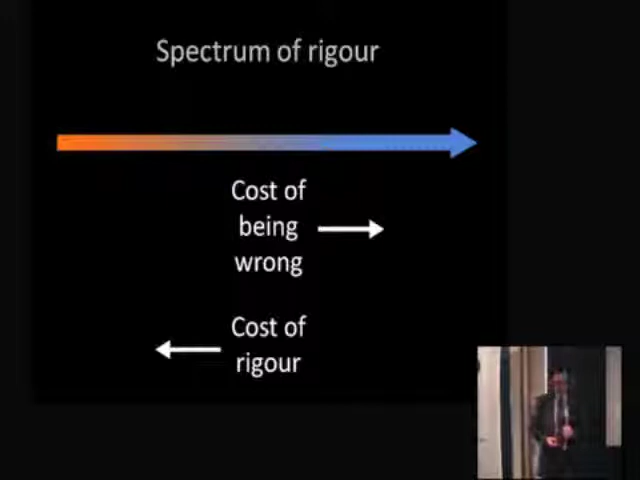 Spectrum of rigour
Cost of
being
wrong
Cost of
rigour